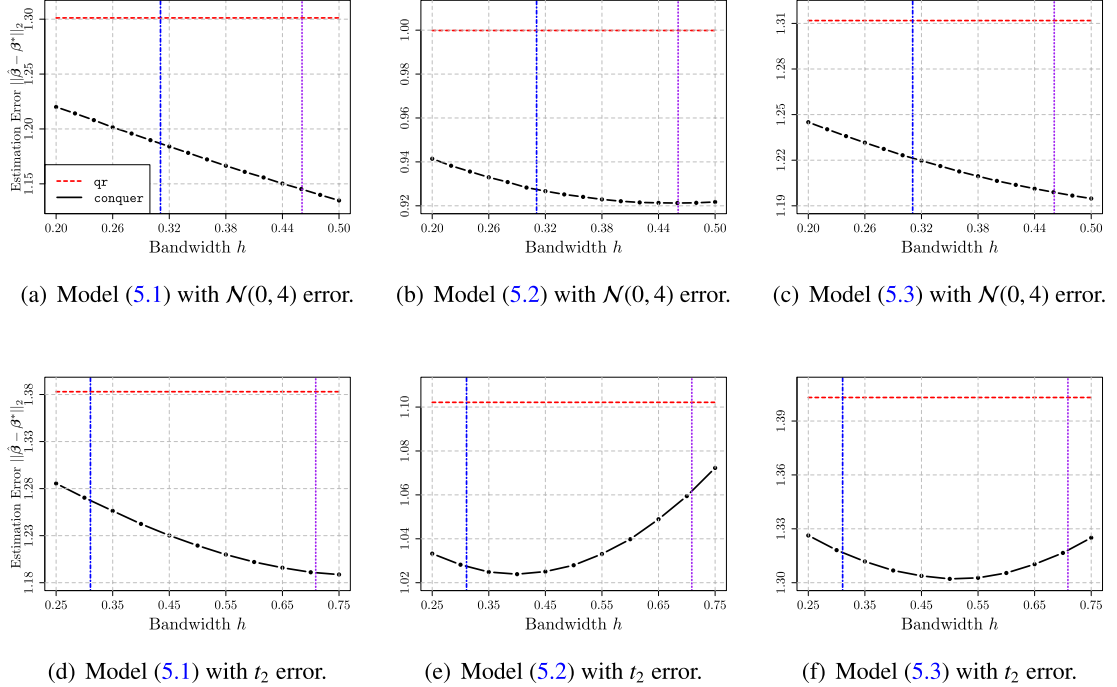 Estimation Error ||β̂ − β*||₂
1.15 1.20 1.25 1.30
qr
conquer
0.20 0.26 0.32 0.38 0.44 0.50
Bandwidth h
(a) Model (5.1) with N(0, 4) error.
0.92 0.94 0.96 0.98 1.00
0.20 0.26 0.32 0.38 0.44 0.50
Bandwidth h
(b) Model (5.2) with N(0, 4) error.
1.19 1.22 1.25 1.28 1.31
0.20 0.26 0.32 0.38 0.44 0.50
Bandwidth h
(c) Model (5.3) with N(0, 4) error.
Estimation Error ||β̂ − β*||₂
1.18 1.23 1.28 1.33 1.38
0.25 0.35 0.45 0.55 0.65 0.75
Bandwidth h
(d) Model (5.1) with t₂ error.
1.02 1.04 1.06 1.08 1.10
0.25 0.35 0.45 0.55 0.65 0.75
Bandwidth h
(e) Model (5.2) with t₂ error.
1.30 1.33 1.36 1.39
0.25 0.35 0.45 0.55 0.65 0.75
Bandwidth h
(f) Model (5.3) with t₂ error.